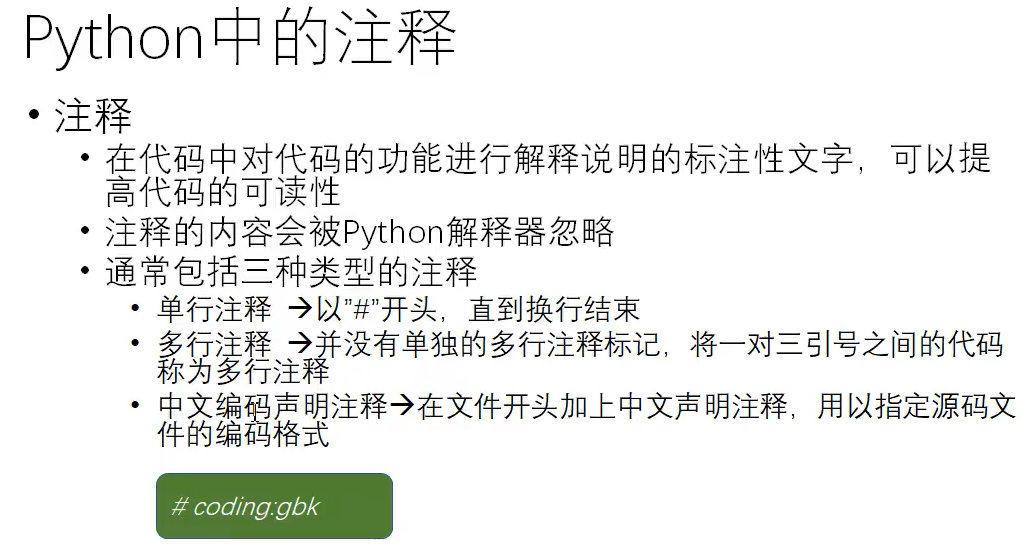 Python中的注释
• 注释
• 在代码中对代码的功能进行解释说明的标注性文字，可以提
高代码的可读性
• 注释的内容会被Python解释器忽略
• 通常包括三种类型的注释
• 单行注释 →以”#”开头，直到换行结束
• 多行注释 →并没有单独的多行注释标记，将一对三引号之间的代码
称为多行注释
• 中文编码声明注释→在文件开头加上中文声明注释，用以指定源码文
件的编码格式
# coding:gbk